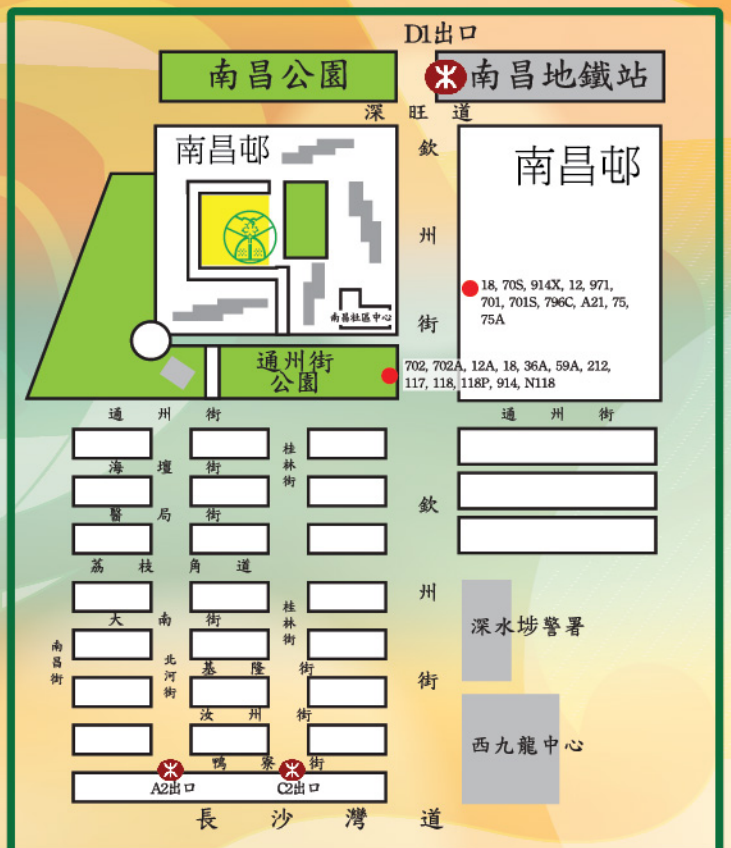 D1出口
南昌公園
南昌地鐵站
深旺道
南昌邨
南昌邨
欽州街
18, 70S, 914X, 12, 971,
701, 701S, 796C, A21, 75,
75A
南昌社區中心
通州街
公園
702, 702A, 12A, 18, 36A, 59A, 212,
117, 118, 118P, 914, N118
通州街
通州街
桂林街
海壇街
醫局街
欽州街
荔枝角道
大南街
桂林街
深水埗警署
南昌街
北河街
基隆街
汝州街
西九龍中心
鴨寮街
A2出口
C2出口
長沙灣道